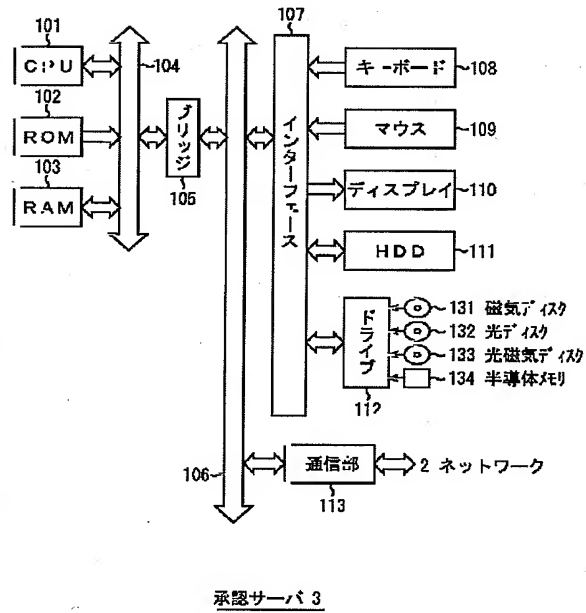 101
CPU
102
ROM
103
RAM
104
ブリッジ
105
106
107
インターフェース
キーボード 108
マウス 109
ディスプレイ 110
HDD 111
ドライブ
112
131 磁気ディスク
132 光ディスク
133 光磁気ディスク
134 半導体メモリ
通信部
113
2 ネットワーク
承認サーバ 3